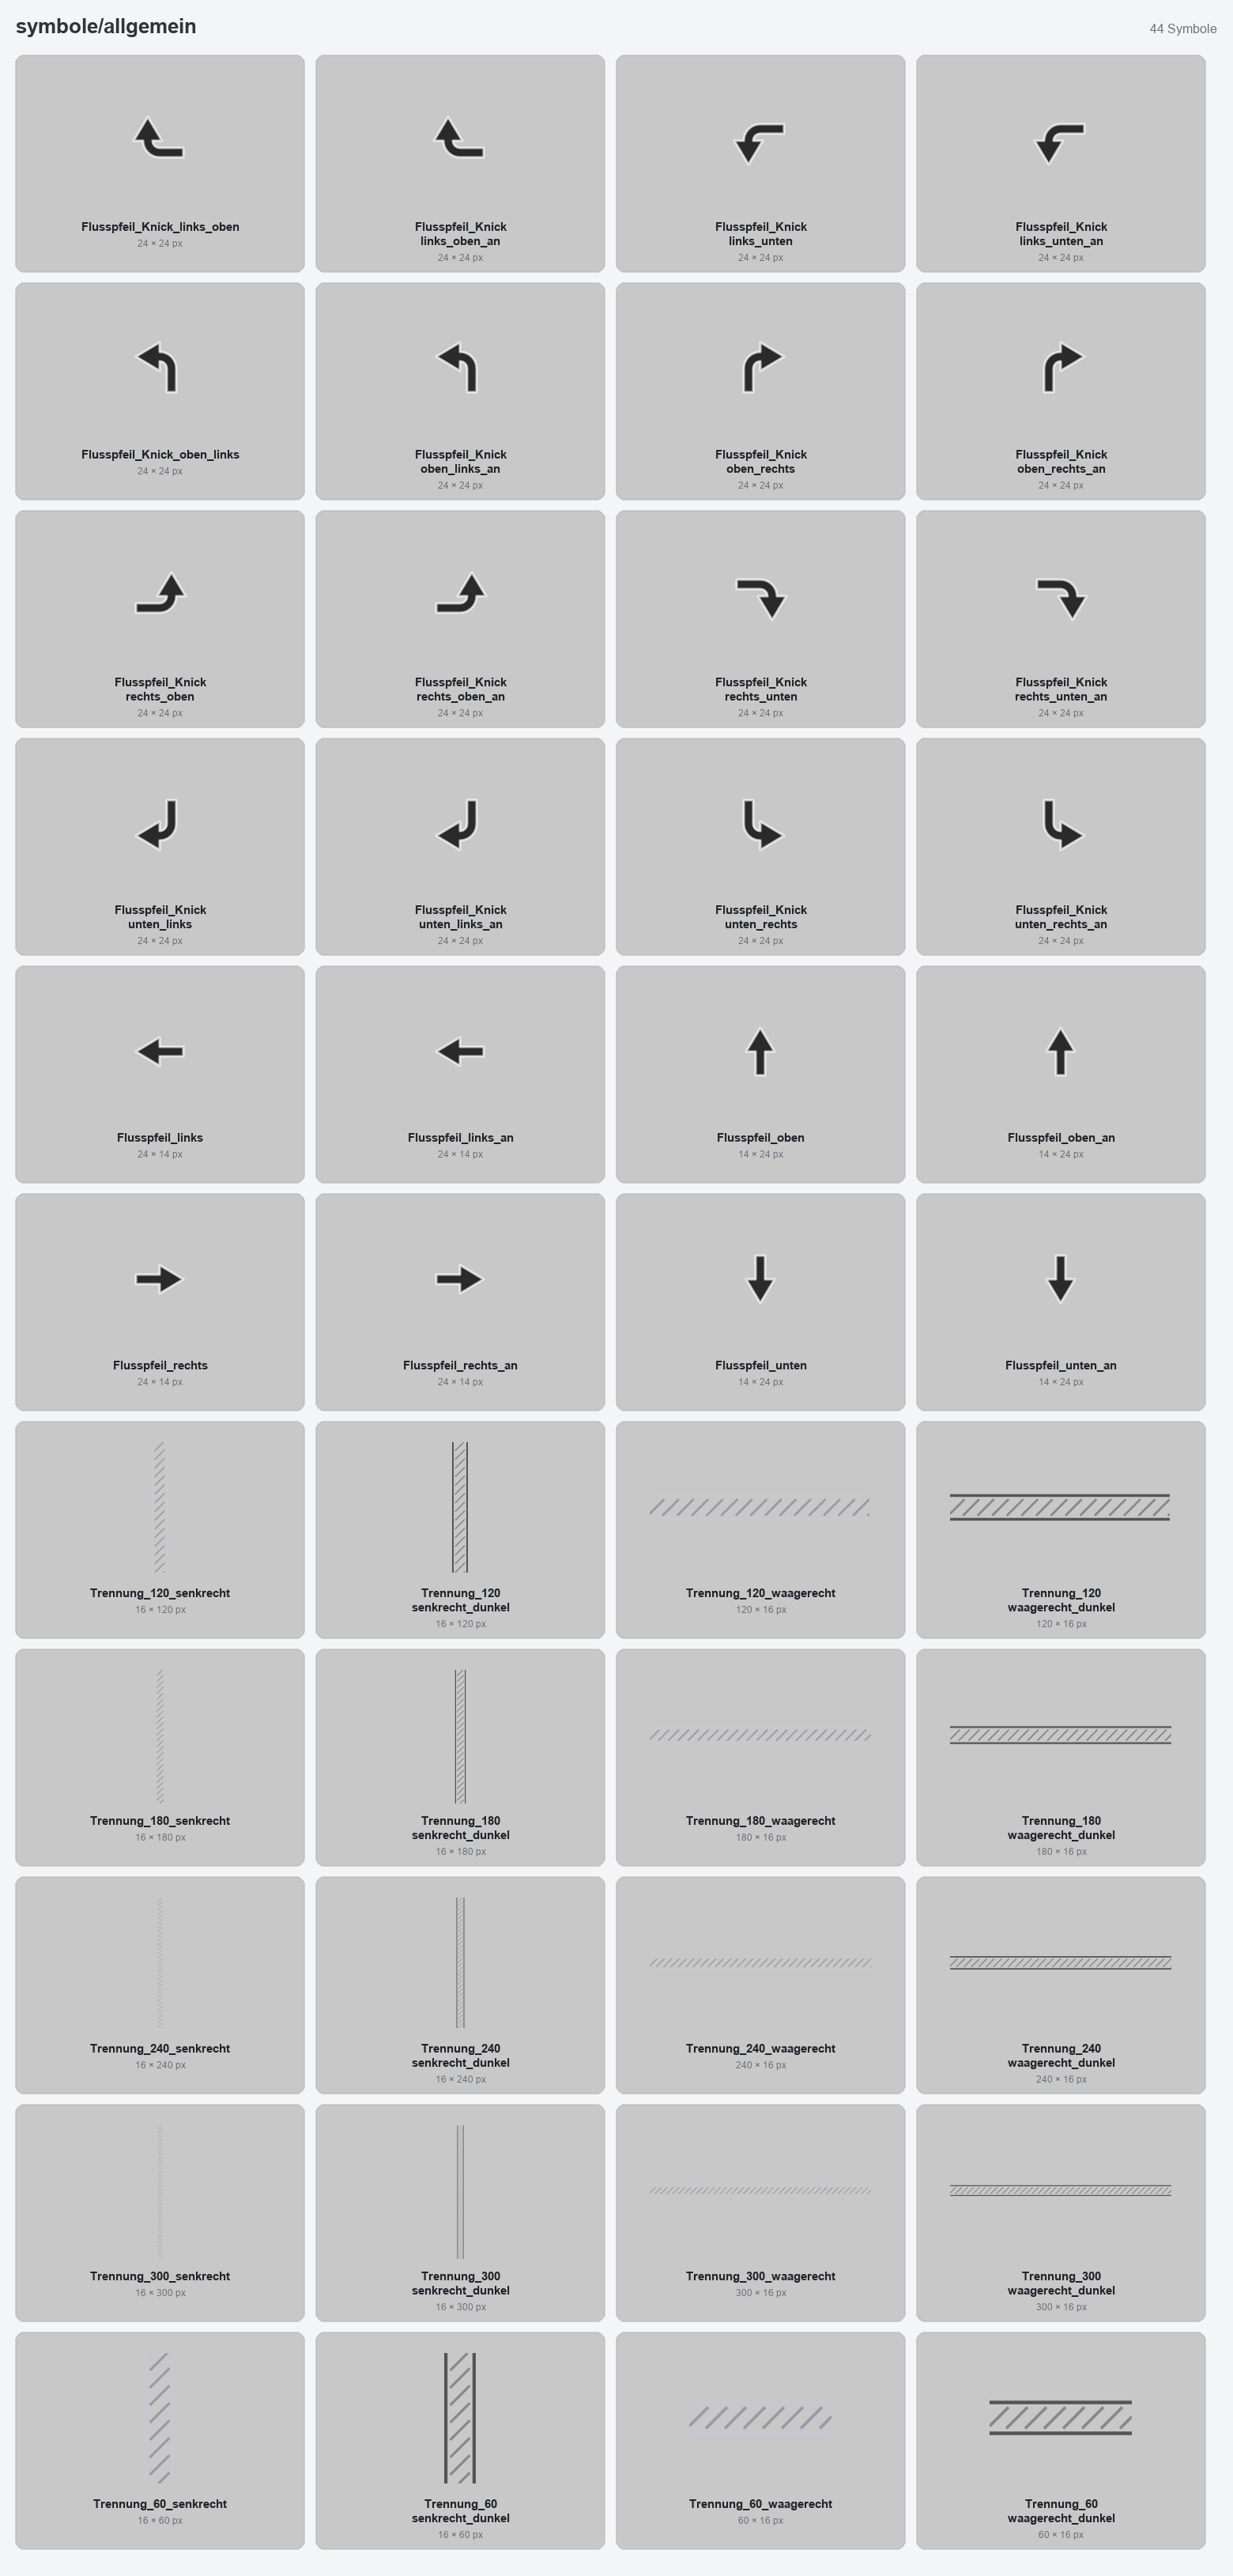 symbole/allgemein
44 Symbole
Flusspfeil_Knick_links_oben
24 × 24 px
Flusspfeil_Knick
links_oben_an
24 × 24 px
Flusspfeil_Knick
links_unten
24 × 24 px
Flusspfeil_Knick
links_unten_an
24 × 24 px
Flusspfeil_Knick_oben_links
24 × 24 px
Flusspfeil_Knick
oben_links_an
24 × 24 px
Flusspfeil_Knick
oben_rechts
24 × 24 px
Flusspfeil_Knick
oben_rechts_an
24 × 24 px
Flusspfeil_Knick
rechts_oben
24 × 24 px
Flusspfeil_Knick
rechts_oben_an
24 × 24 px
Flusspfeil_Knick
rechts_unten
24 × 24 px
Flusspfeil_Knick
rechts_unten_an
24 × 24 px
Flusspfeil_Knick
unten_links
24 × 24 px
Flusspfeil_Knick
unten_links_an
24 × 24 px
Flusspfeil_Knick
unten_rechts
24 × 24 px
Flusspfeil_Knick
unten_rechts_an
24 × 24 px
Flusspfeil_links
24 × 14 px
Flusspfeil_links_an
24 × 14 px
Flusspfeil_oben
14 × 24 px
Flusspfeil_oben_an
14 × 24 px
Flusspfeil_rechts
24 × 14 px
Flusspfeil_rechts_an
24 × 14 px
Flusspfeil_unten
14 × 24 px
Flusspfeil_unten_an
14 × 24 px
Trennung_120_senkrecht
16 × 120 px
Trennung_120
senkrecht_dunkel
16 × 120 px
Trennung_120_waagerecht
120 × 16 px
Trennung_120
waagerecht_dunkel
120 × 16 px
Trennung_180_senkrecht
16 × 180 px
Trennung_180
senkrecht_dunkel
16 × 180 px
Trennung_180_waagerecht
180 × 16 px
Trennung_180
waagerecht_dunkel
180 × 16 px
Trennung_240_senkrecht
16 × 240 px
Trennung_240
senkrecht_dunkel
16 × 240 px
Trennung_240_waagerecht
240 × 16 px
Trennung_240
waagerecht_dunkel
240 × 16 px
Trennung_300_senkrecht
16 × 300 px
Trennung_300
senkrecht_dunkel
16 × 300 px
Trennung_300_waagerecht
300 × 16 px
Trennung_300
waagerecht_dunkel
300 × 16 px
Trennung_60_senkrecht
16 × 60 px
Trennung_60
senkrecht_dunkel
16 × 60 px
Trennung_60_waagerecht
60 × 16 px
Trennung_60
waagerecht_dunkel
60 × 16 px